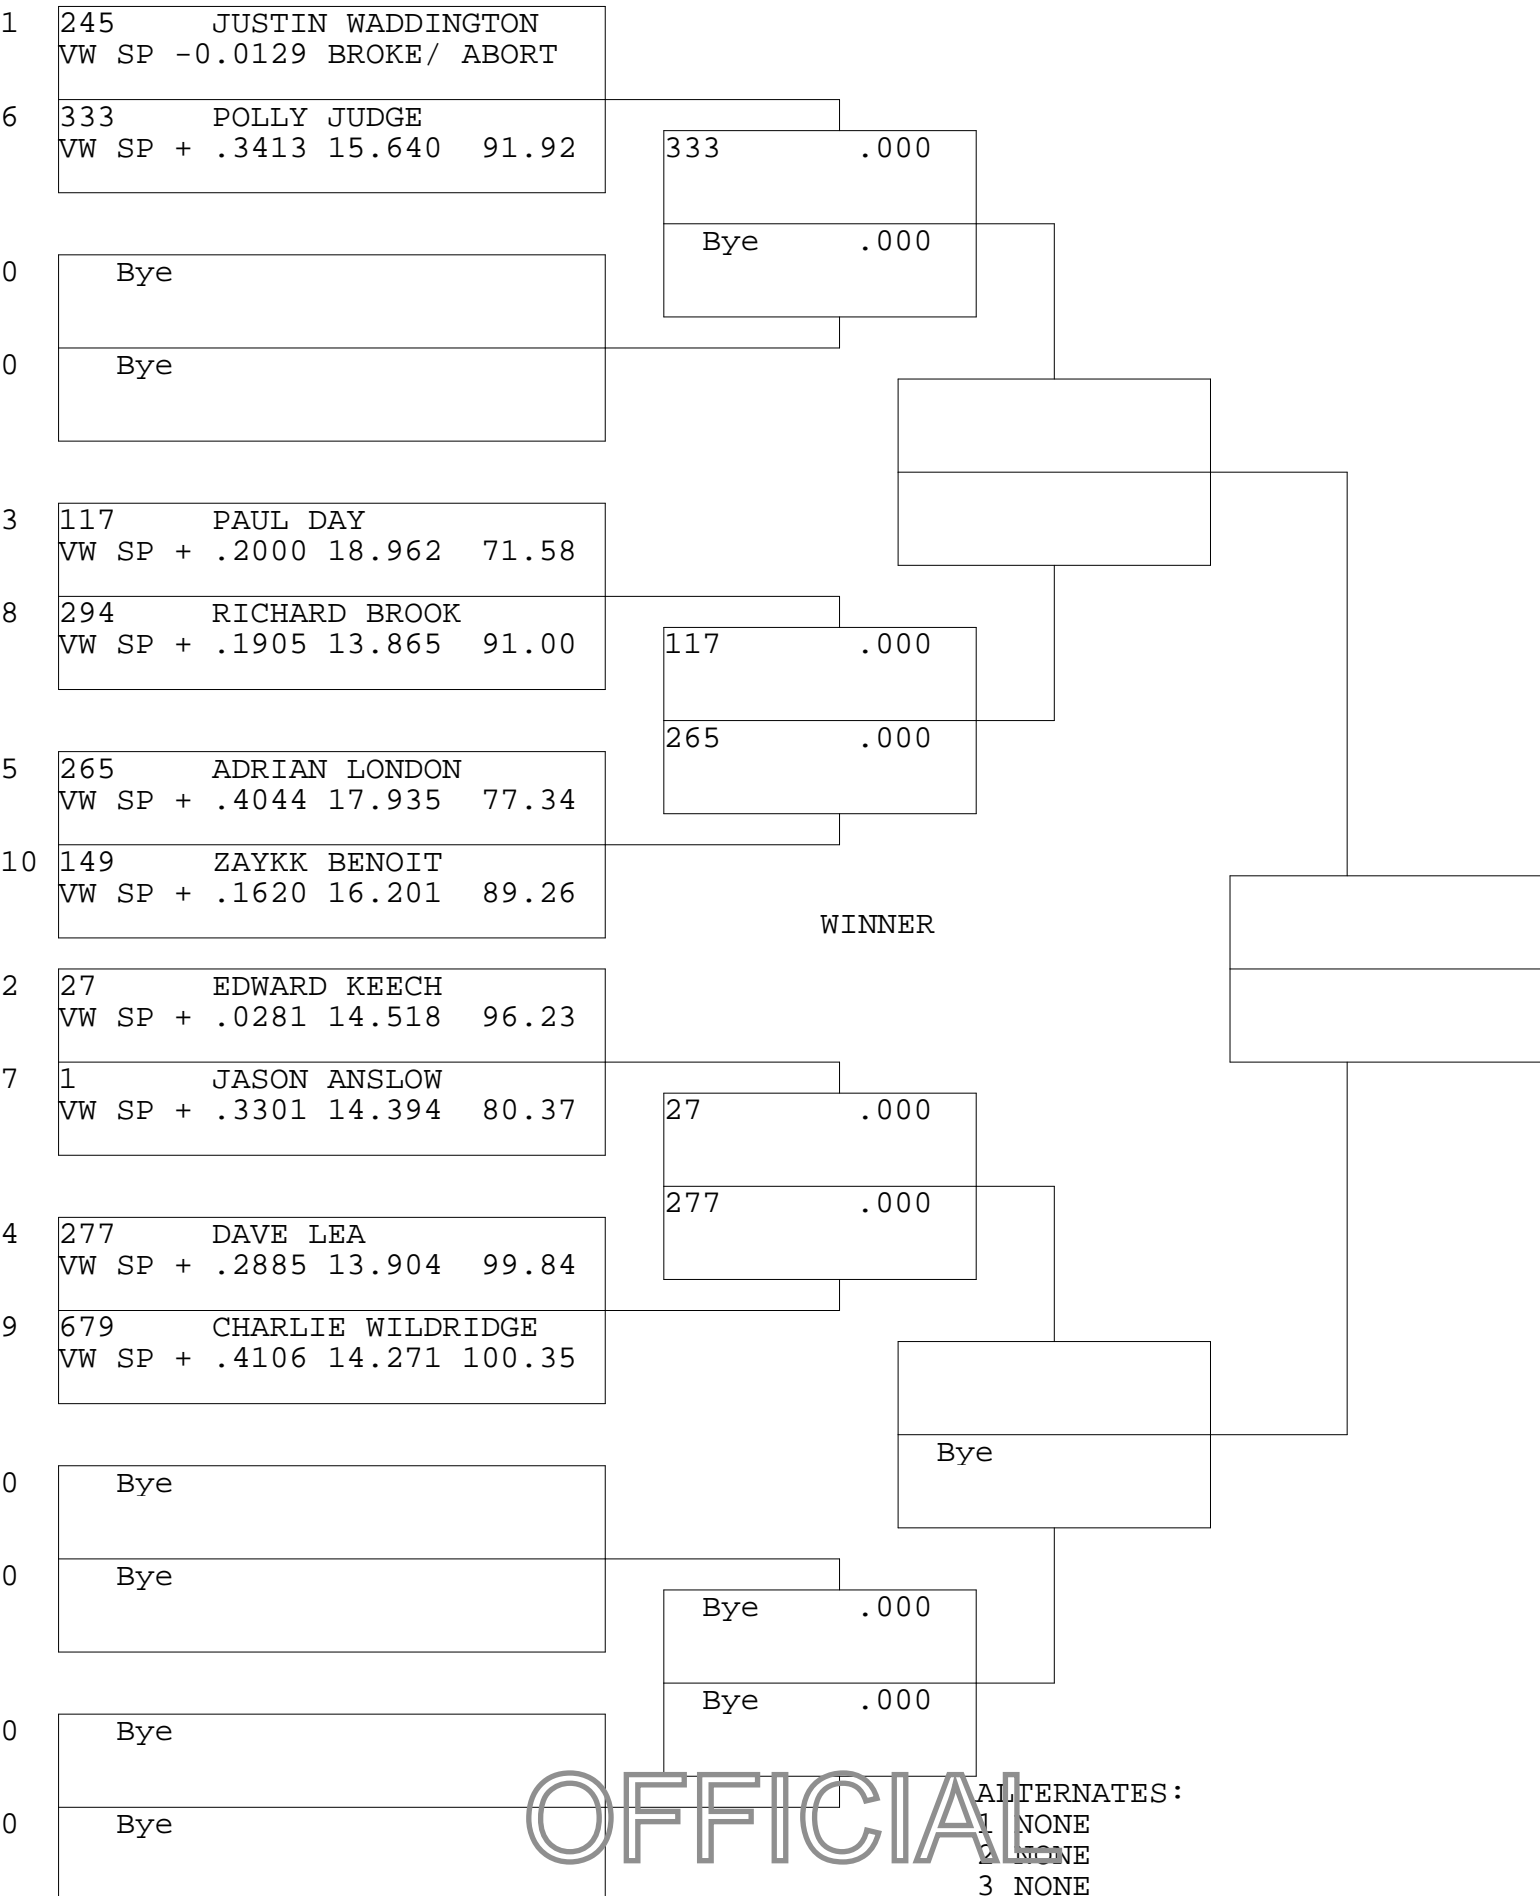 1 245 JUSTIN WADDINGTON
VW SP -0.0129 BROKE/ ABORT
6 333 POLLY JUDGE
VW SP + .3413 15.640 91.92
333 .000
Bye .000
0 Bye
0 Bye
3 117 PAUL DAY
VW SP + .2000 18.962 71.58
8 294 RICHARD BROOK
VW SP + .1905 13.865 91.00
117 .000
265 .000
5 265 ADRIAN LONDON
VW SP + .4044 17.935 77.34
10 149 ZAYKK BENOIT
VW SP + .1620 16.201 89.26
WINNER
2 27 EDWARD KEECH
VW SP + .0281 14.518 96.23
7 1 JASON ANSLOW
VW SP + .3301 14.394 80.37
27 .000
277 .000
4 277 DAVE LEA
VW SP + .2885 13.904 99.84
9 679 CHARLIE WILDRIDGE
VW SP + .4106 14.271 100.35
Bye
0 Bye
0 Bye
Bye .000
Bye .000
0 Bye
0 Bye
OFFICIAL
ALTERNATES:
1 NONE
2 NONE
3 NONE